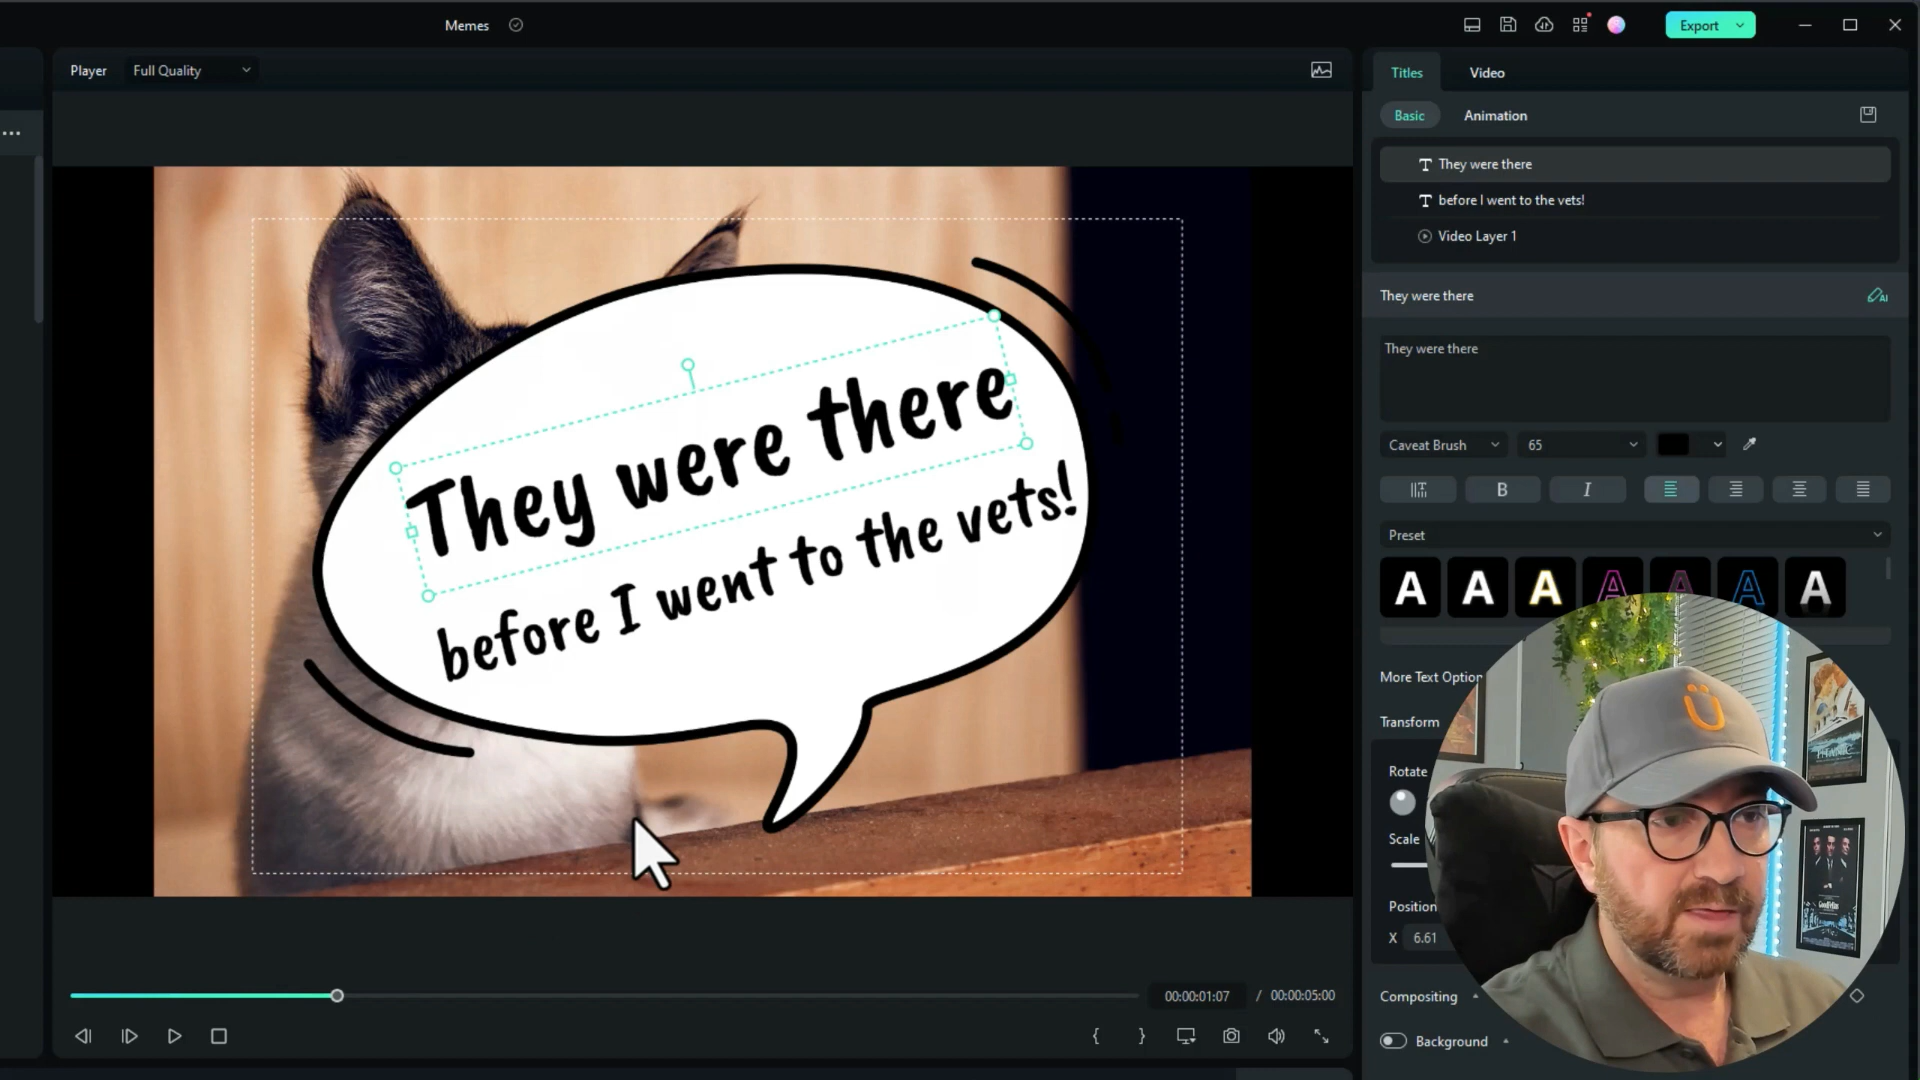 Memes
Export
Player
Full Quality
Titles
Video
Basic
Animation
They were there
before I went to the vets!
Video Layer 1
They were there
AI
They were there
Caveat Brush
65
B
I
Preset
A A A A A A A
More Text Option
Transform
Rotate
Scale
Position
X 6.61
Compositing
Background
They were there
before I went to the vets!
00:00:01:07 / 00:00:05:00
{ }
Ü
TITANIC
GoodFellas